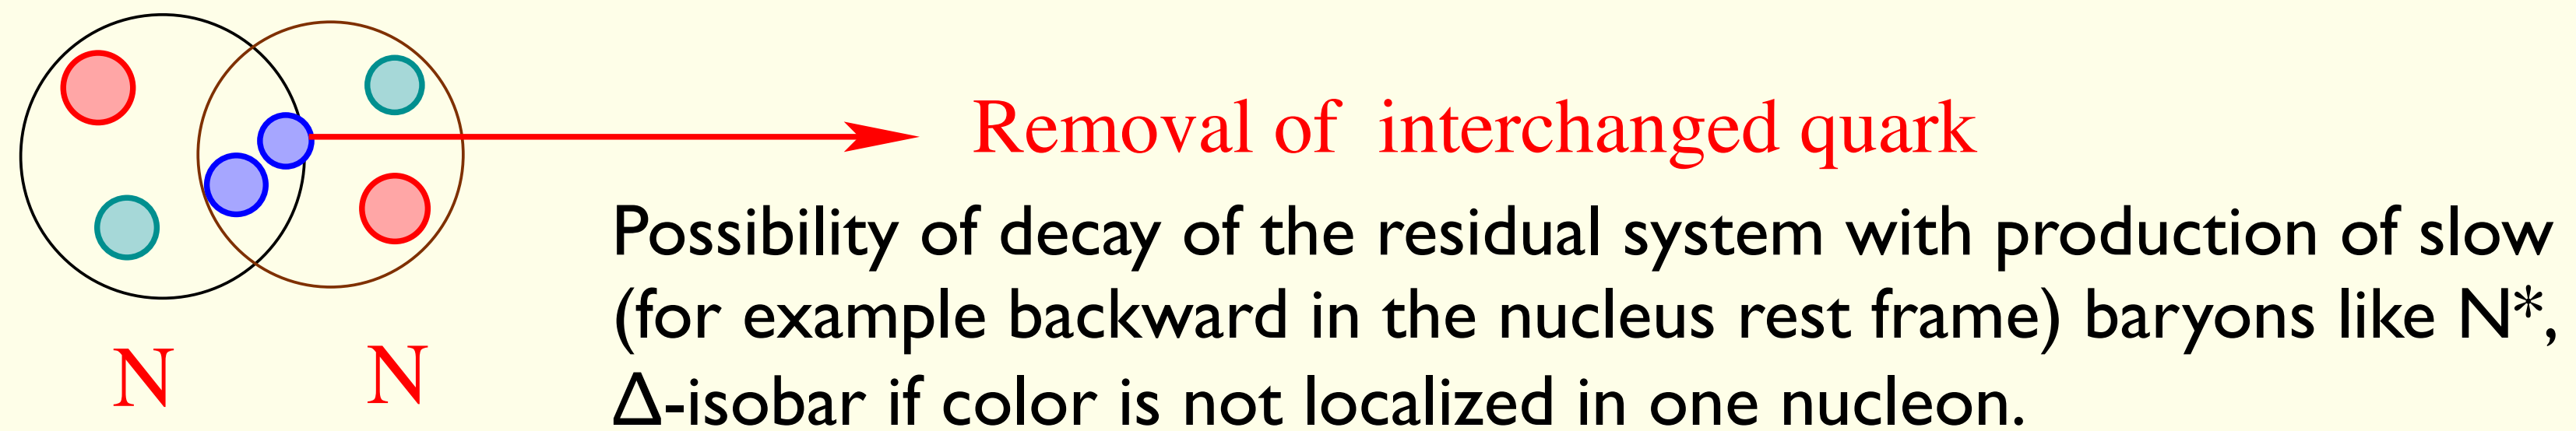 Removal of interchanged quark
Possibility of decay of the residual system with production of slow
(for example backward in the nucleus rest frame) baryons like N*,
Δ-isobar if color is not localized in one nucleon.
N N